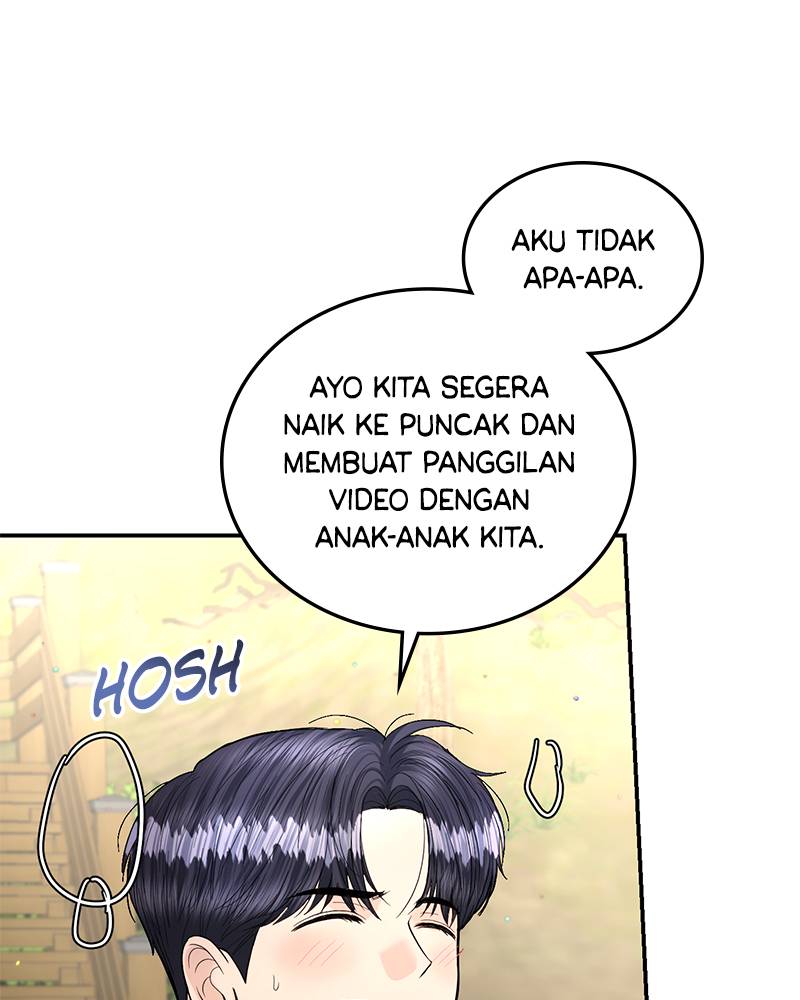 AKU TIDAK
APA-APA.
AYO KITA SEGERA
NAIK KE PUNCAK DAN
MEMBUAT PANGGILAN
VIDEO DENGAN
ANAK-ANAK KITA.
HOSH